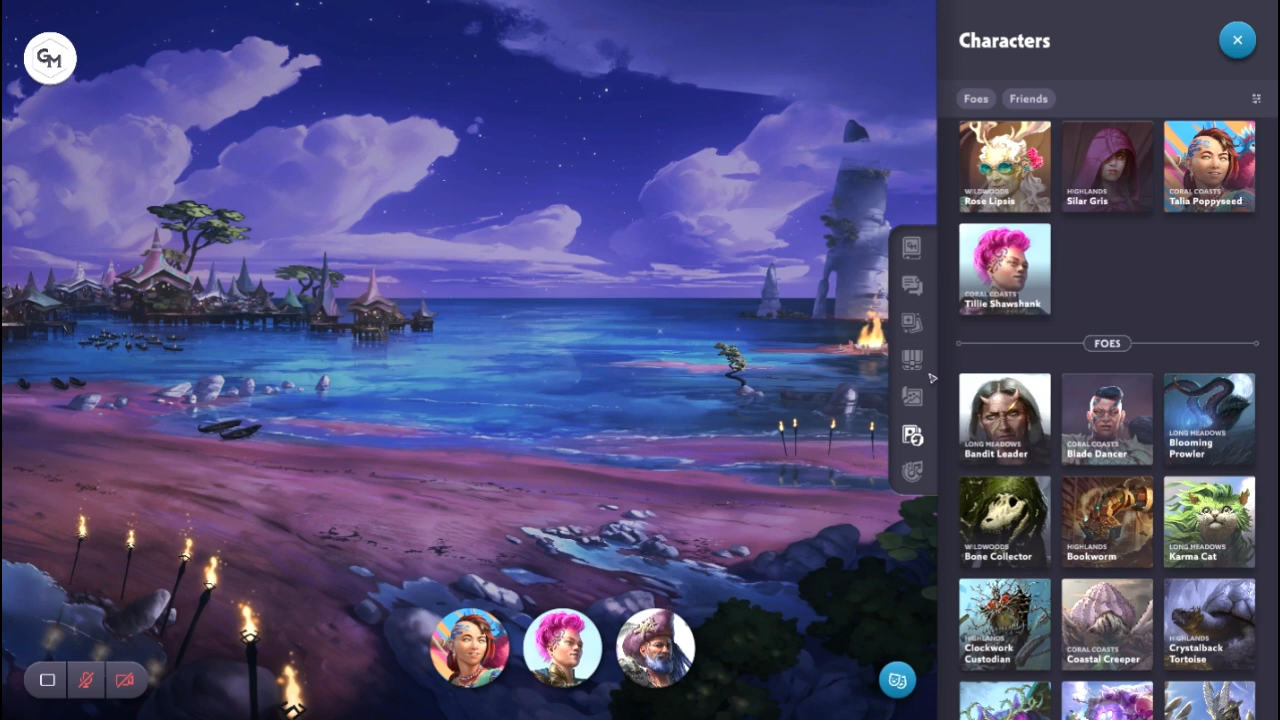 GM
Characters
Foes
Friends
WILDWOODS
Rose Lipsis
HIGHLANDS
Silar Gris
CORAL COASTS
Talia Poppyseed
CORAL COASTS
Tillie Shawshank
FOES
LONG MEADOWS
Bandit Leader
CORAL COASTS
Blade Dancer
LONG MEADOWS
Blooming
Prowler
WILDWOODS
Bone Collector
HIGHLANDS
Bookworm
LONG MEADOWS
Karma Cat
HIGHLANDS
Clockwork
Custodian
CORAL COASTS
Coastal Creeper
HIGHLANDS
Crystalback
Tortoise